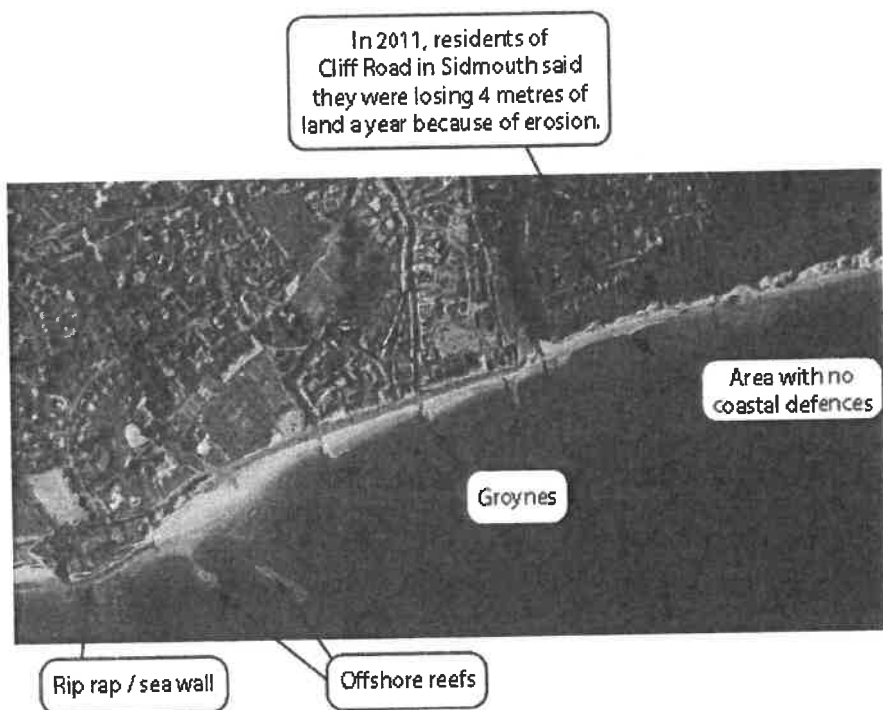 In 2011, residents of
Cliff Road in Sidmouth said
they were losing 4 metres of
land a year because of erosion.
Area with no
coastal defences
Groynes
Rip rap / sea wall
Offshore reefs